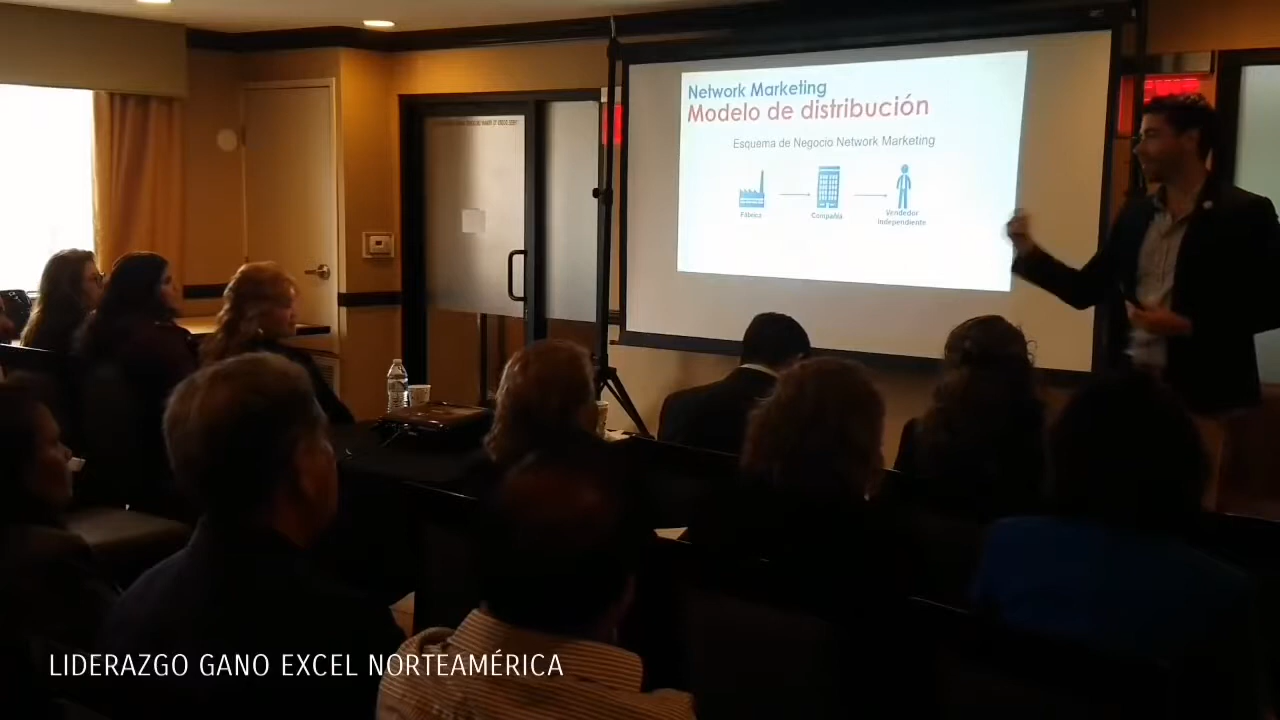 Network Marketing
Modelo de distribución
Esquema de Negocio Network Marketing
Fábrica
Compañía
Vendedor
Independiente
LIDERAZGO GANO EXCEL NORTEAMÉRICA